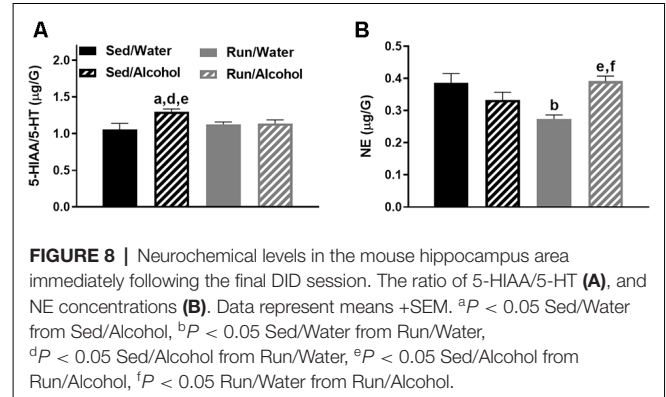 A
B
Sed/Water
Run/Water
Sed/Alcohol
Run/Alcohol
5-HIAA/5-HT (µg/G)
2.0
1.5
1.0
0.5
0.0
a,d,e
NE (µg/G)
0.5
0.4
0.3
0.2
0.1
0.0
b
e,f
FIGURE 8 | Neurochemical levels in the mouse hippocampus area
immediately following the final DID session. The ratio of 5-HIAA/5-HT (A), and
NE concentrations (B). Data represent means +SEM. ᵃP < 0.05 Sed/Water
from Sed/Alcohol, ᵇP < 0.05 Sed/Water from Run/Water,
ᵈP < 0.05 Sed/Alcohol from Run/Water, ᵉP < 0.05 Sed/Alcohol from
Run/Alcohol, ᶠP < 0.05 Run/Water from Run/Alcohol.